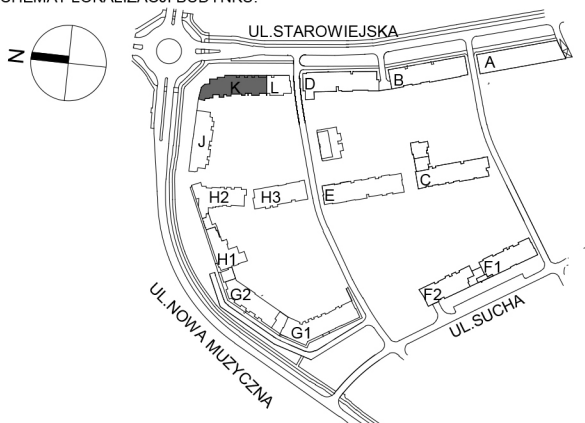 SCHEMAT LOKALIZACJI BUDYNKU:
UL.STAROWIEJSKA
N
A
B
D
K
L
J
C
E
H2
H3
H1
F1
G2
F2
G1
UL.SUCHA
UL.NOWA MUZYCZNA